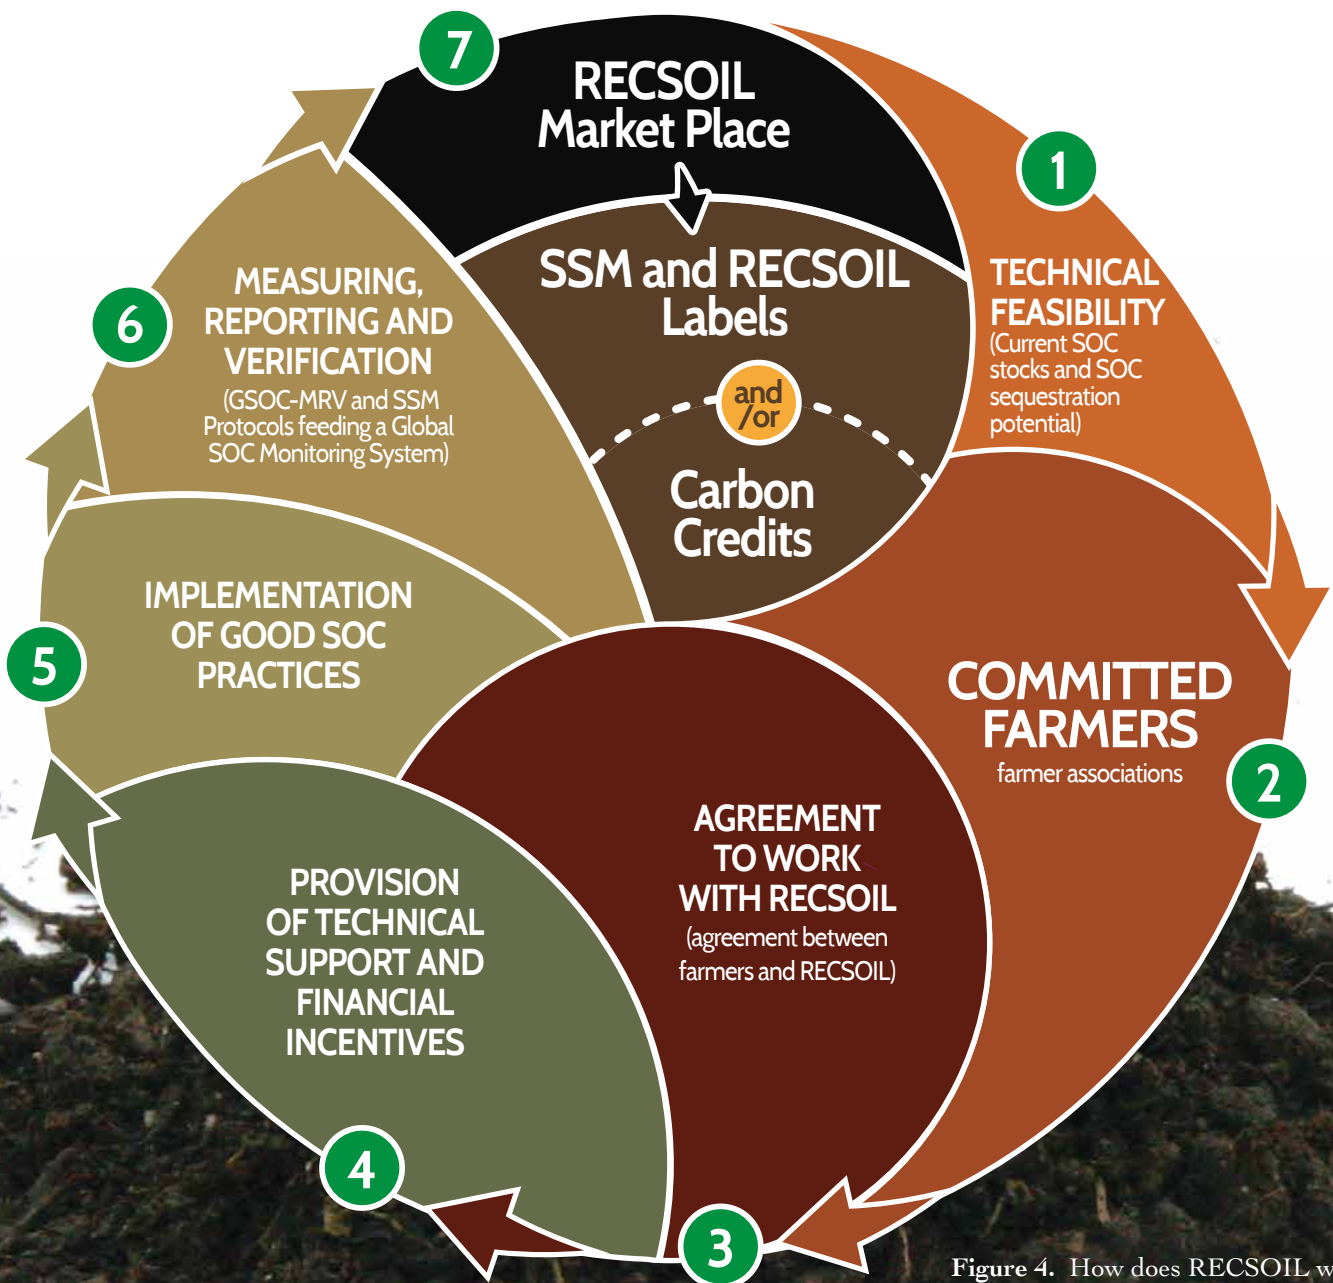 7
RECSOIL
Market Place
SSM and RECSOIL
Labels
and
/or
Carbon
Credits
1
TECHNICAL
FEASIBILITY
(Current SOC
stocks and SOC
sequestration
potential)
2
COMMITTED
FARMERS
farmer associations
3
AGREEMENT
TO WORK
WITH RECSOIL
(agreement between
farmers and RECSOIL)
4
PROVISION
OF TECHNICAL
SUPPORT AND
FINANCIAL
INCENTIVES
5
IMPLEMENTATION
OF GOOD SOC
PRACTICES
6
MEASURING,
REPORTING AND
VERIFICATION
(GSOC-MRV and SSM
Protocols feeding a Global
SOC Monitoring System)
Figure 4. How does RECSOIL w